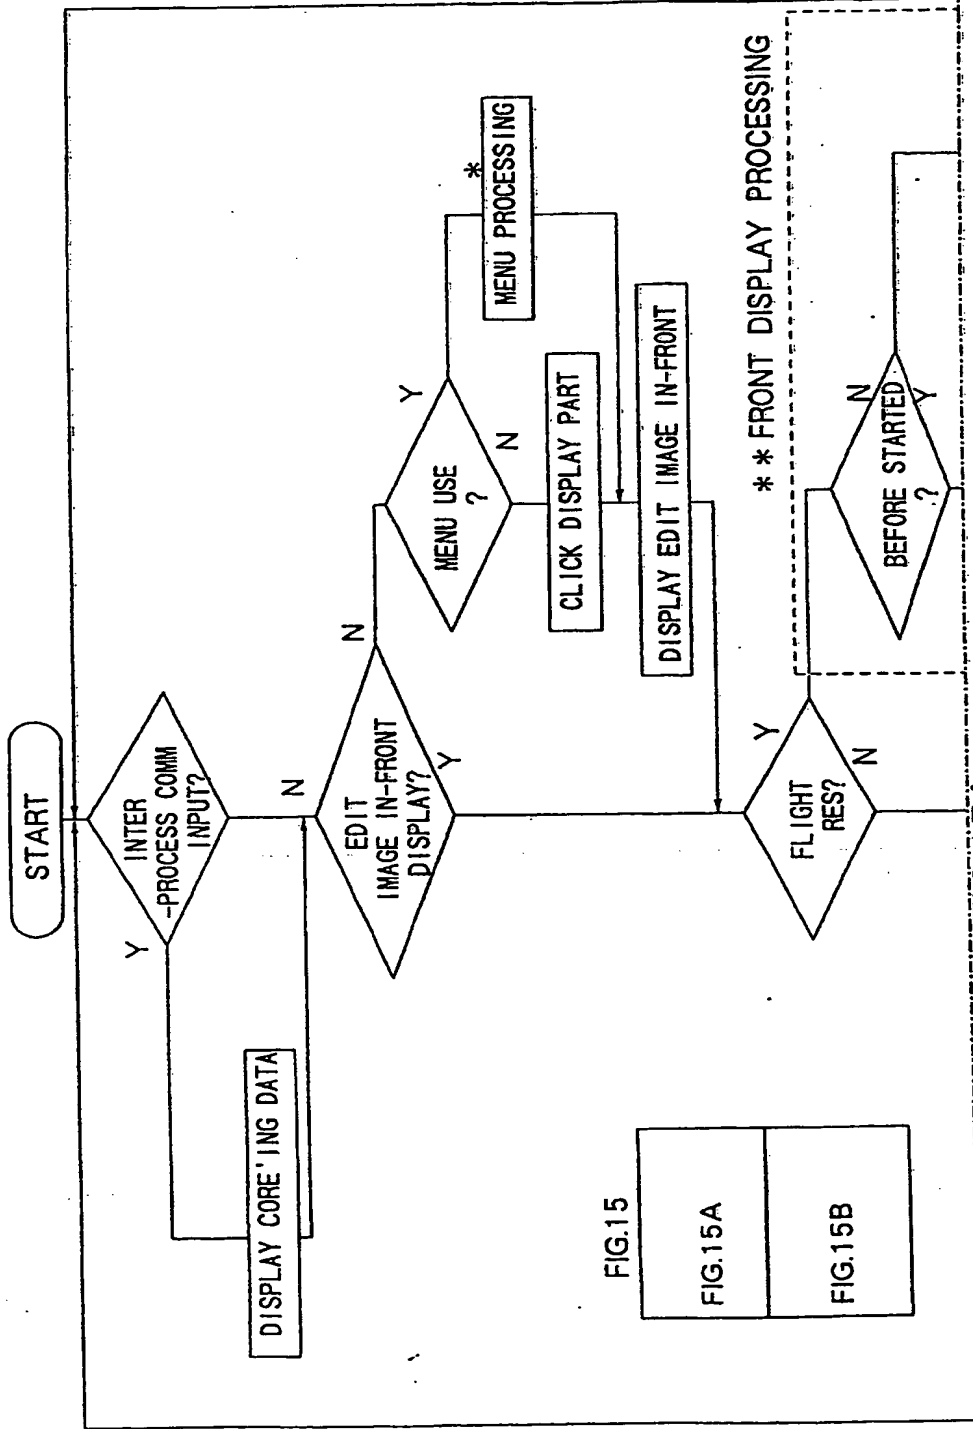 START
INTER
-PROCESS COMM
INPUT?
Y
N
DISPLAY CORE'ING DATA
EDIT
IMAGE IN-FRONT
DISPLAY?
N
Y
MENU USE
?
Y
N
MENU PROCESSING
*
CLICK DISPLAY PART
DISPLAY EDIT IMAGE IN-FRONT
FLIGHT
RES?
Y
N
**FRONT DISPLAY PROCESSING
BEFORE STARTED
?
N
Y
FIG.15
FIG.15A
FIG.15B